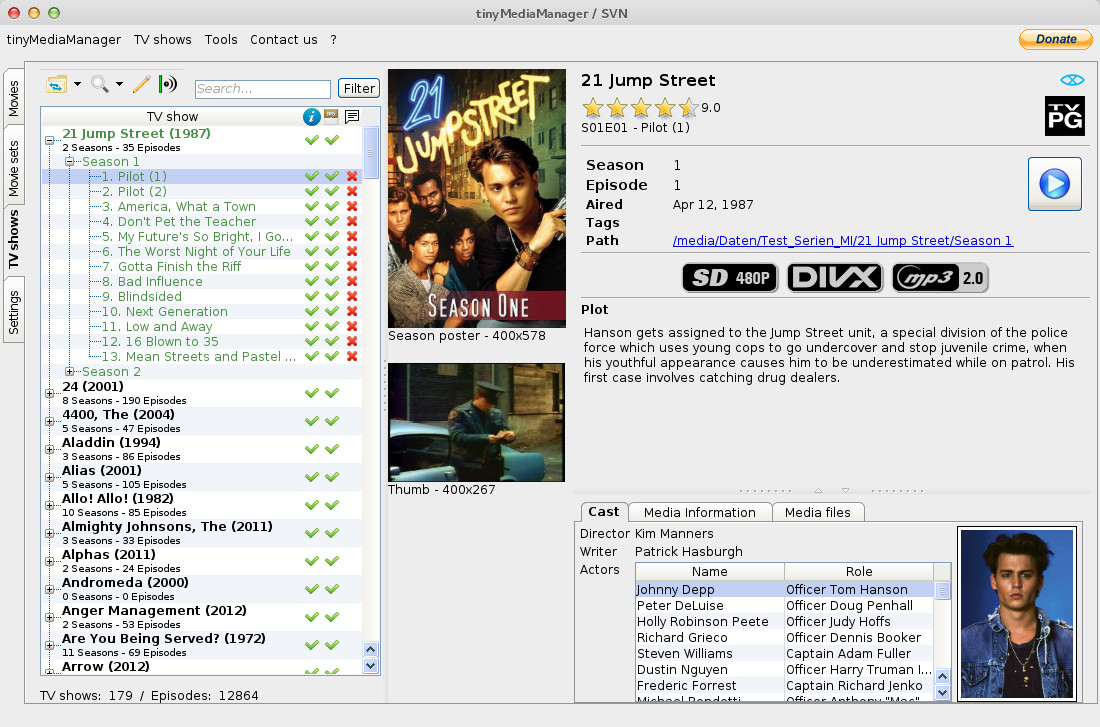 tinyMediaManager / SVN
tinyMediaManager TV shows Tools Contact us ?
Donate
Movies
Movie sets
TV shows
Settings
Search...
Filter
TV show
21 Jump Street (1987)
2 Seasons - 35 Episodes
Season 1
1. Pilot (1)
2. Pilot (2)
3. America, What a Town
4. Don't Pet the Teacher
5. My Future's So Bright, I Go...
6. The Worst Night of Your Life
7. Gotta Finish the Riff
8. Bad Influence
9. Blindsided
10. Next Generation
11. Low and Away
12. 16 Blown to 35
13. Mean Streets and Pastel ...
Season 2
24 (2001)
8 Seasons - 190 Episodes
4400, The (2004)
5 Seasons - 47 Episodes
Aladdin (1994)
3 Seasons - 86 Episodes
Alias (2001)
5 Seasons - 105 Episodes
Allo! Allo! (1982)
10 Seasons - 85 Episodes
Almighty Johnsons, The (2011)
3 Seasons - 33 Episodes
Alphas (2011)
2 Seasons - 24 Episodes
Andromeda (2000)
0 Seasons - 0 Episodes
Anger Management (2012)
2 Seasons - 53 Episodes
Are You Being Served? (1972)
11 Seasons - 69 Episodes
Arrow (2012)
TV shows: 179 / Episodes: 12864
21
JUMP STREET
SEASON ONE
Season poster - 400x578
Thumb - 400x267
21 Jump Street
9.0
S01E01 - Pilot (1)
TV
PG
Season 1
Episode 1
Aired Apr 12, 1987
Tags
Path /media/Daten/Test_Serien_MI/21 Jump Street/Season 1
SD 480P DIVX mp3 2.0
Plot
Hanson gets assigned to the Jump Street unit, a special division of the police
force which uses young cops to go undercover and stop juvenile crime, when
his youthful appearance causes him to be underestimated while on patrol. His
first case involves catching drug dealers.
Cast Media Information Media files
Director Kim Manners
Writer Patrick Hasburgh
Actors
Name Role
Johnny Depp Officer Tom Hanson
Peter DeLuise Officer Doug Penhall
Holly Robinson Peete Officer Judy Hoffs
Richard Grieco Officer Dennis Booker
Steven Williams Captain Adam Fuller
Dustin Nguyen Officer Harry Truman I...
Frederic Forrest Captain Richard Jenko
Officer Anthony "Mac"